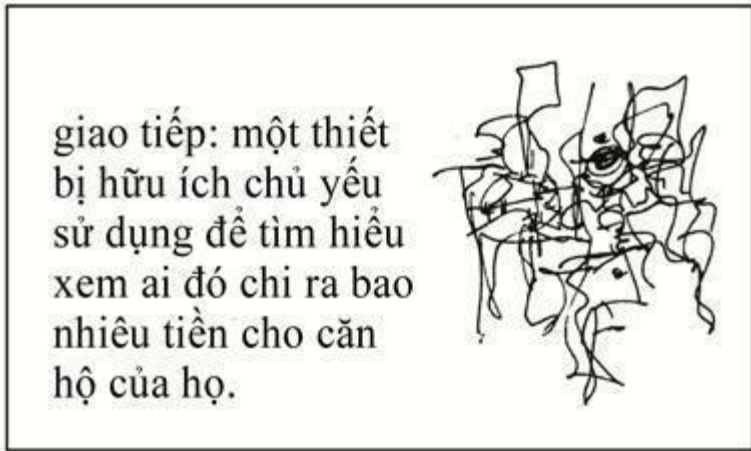 giao tiếp: một thiết
bị hữu ích chủ yếu
sử dụng để tìm hiểu
xem ai đó chi ra bao
nhiêu tiền cho căn
hộ của họ.